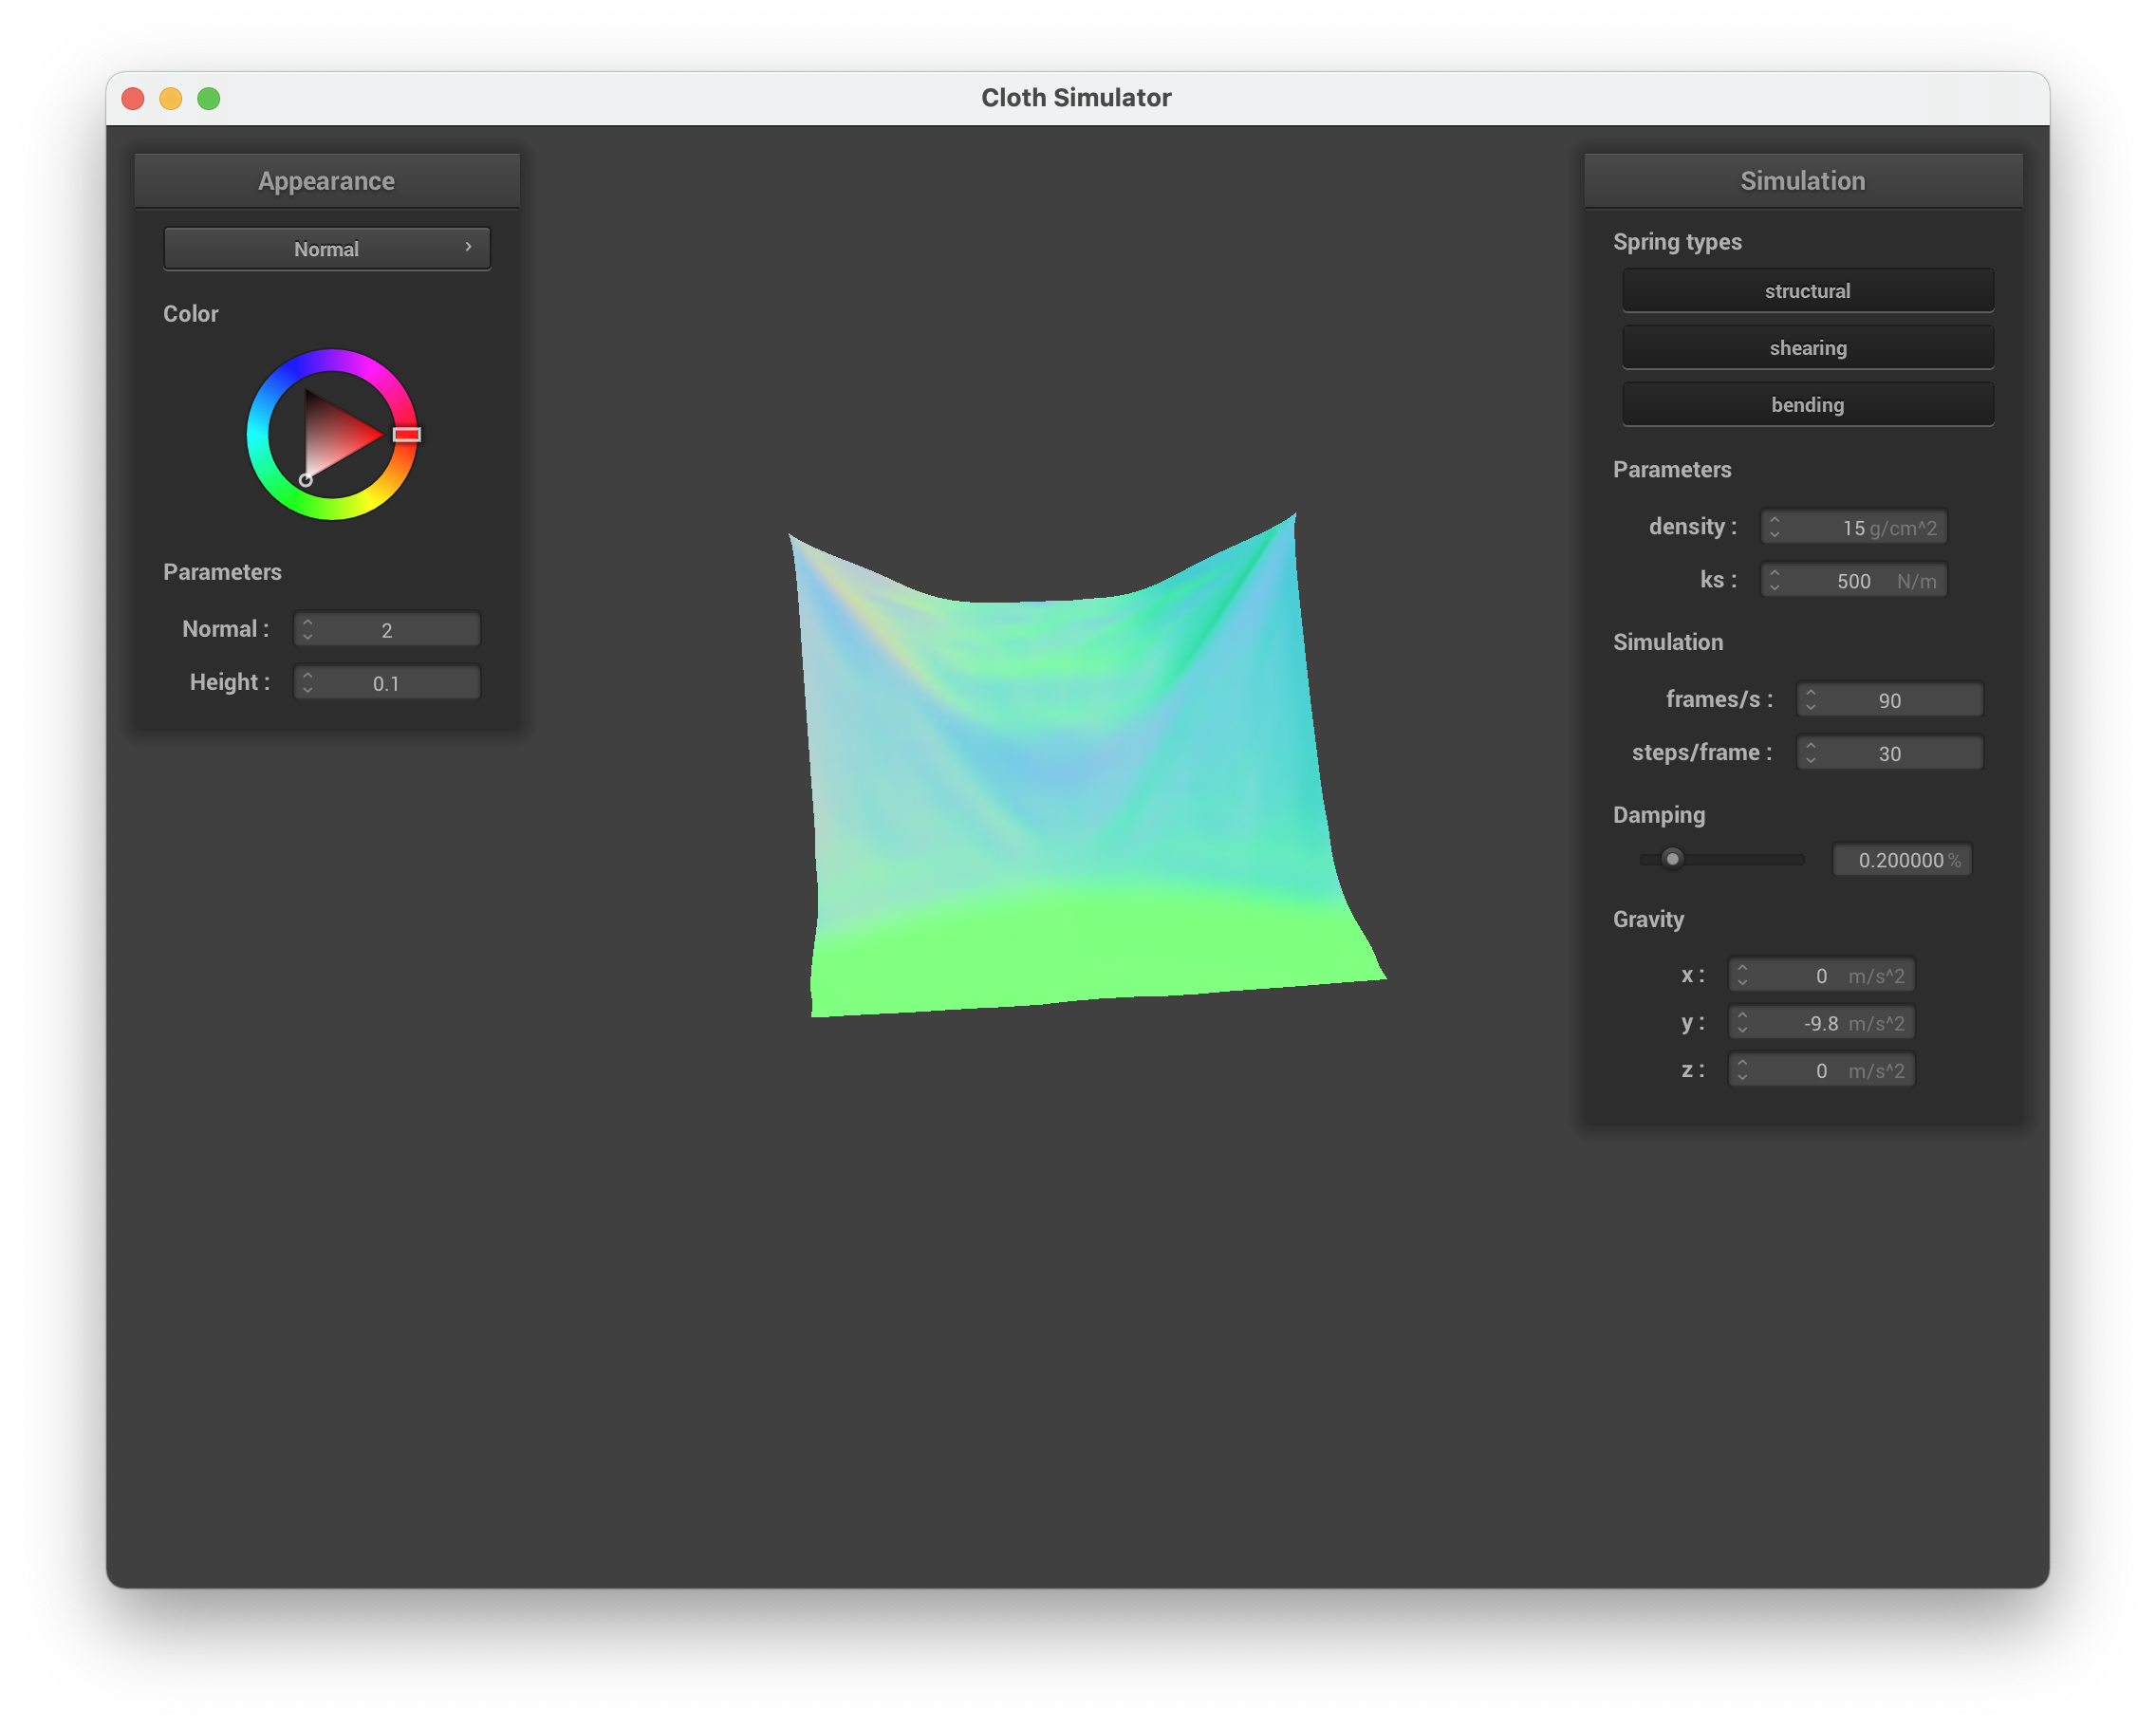 Cloth Simulator
Appearance
Normal
Color
Parameters
Normal : 2
Height : 0.1
Simulation
Spring types
structural
shearing
bending
Parameters
density : 15 g/cm^2
ks : 500 N/m
Simulation
frames/s : 90
steps/frame : 30
Damping
0.200000 %
Gravity
x : 0 m/s^2
y : -9.8 m/s^2
z : 0 m/s^2